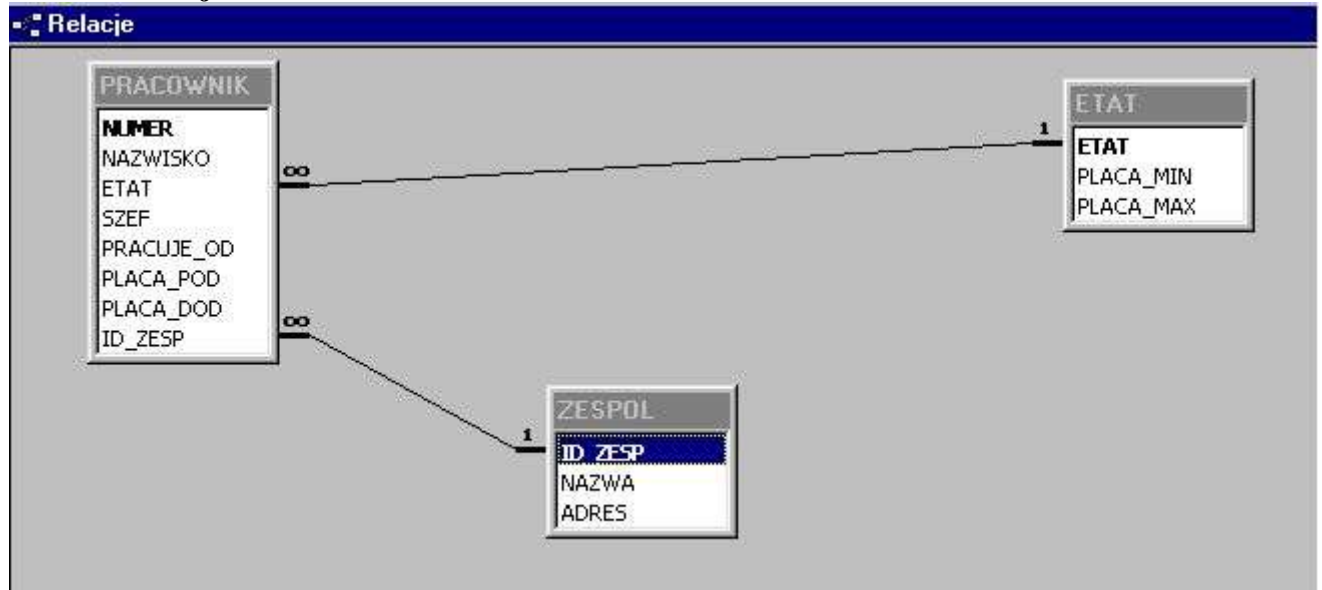 Relacje
PRACOWNIK
NUMER
NAZWISKO
ETAT
SZEF
PRACUJE_OD
PLACA_POD
PLACA_DOD
ID_ZESP
∞
∞
1
ETAT
ETAT
PLACA_MIN
PLACA_MAX
1
ZESPOL
ID_ZESP
NAZWA
ADRES